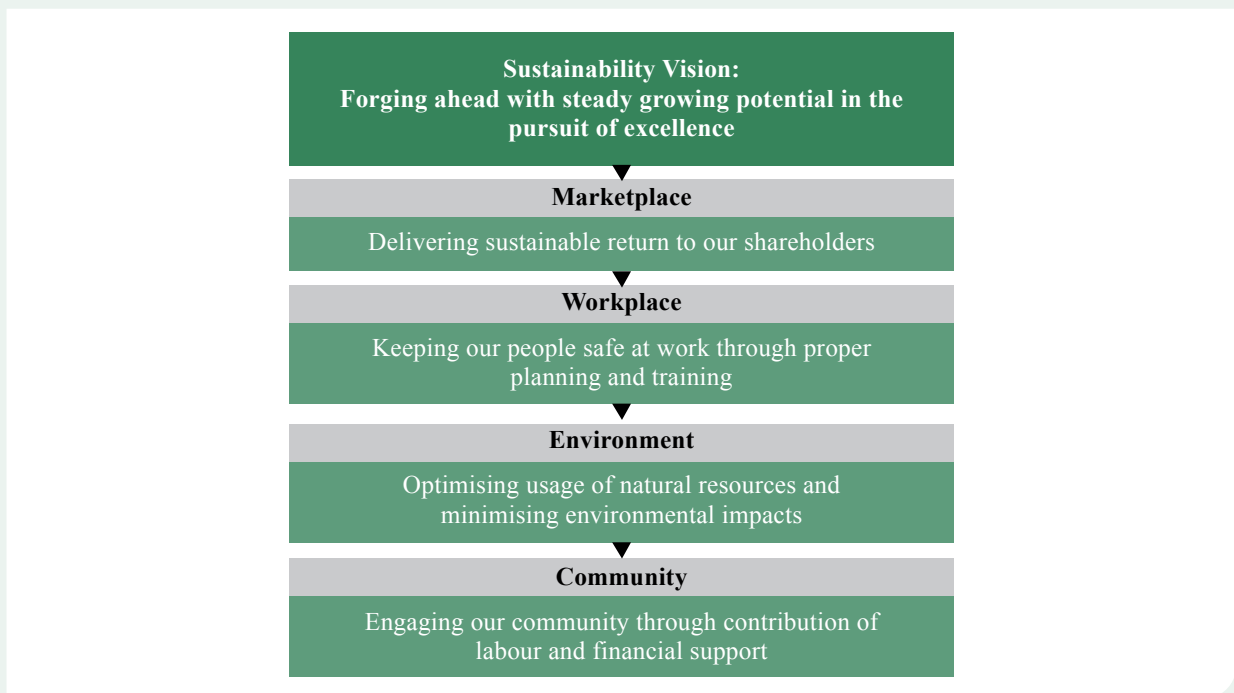 Sustainability Vision:
Forging ahead with steady growing potential in the
pursuit of excellence
Marketplace
Delivering sustainable return to our shareholders
Workplace
Keeping our people safe at work through proper
planning and training
Environment
Optimising usage of natural resources and
minimising environmental impacts
Community
Engaging our community through contribution of
labour and financial support